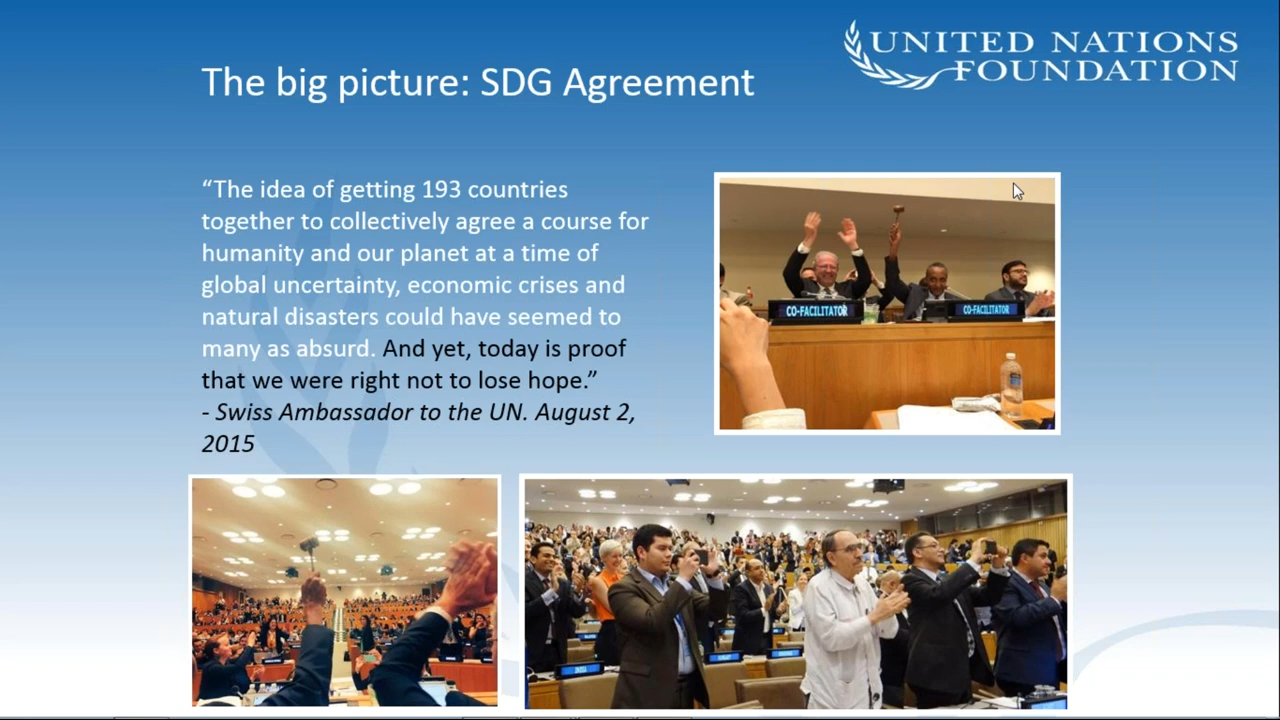 UNITED NATIONS
FOUNDATION
The big picture: SDG Agreement
“The idea of getting 193 countries
together to collectively agree a course for
humanity and our planet at a time of
global uncertainty, economic crises and
natural disasters could have seemed to
many as absurd. And yet, today is proof
that we were right not to lose hope.”
- Swiss Ambassador to the UN. August 2,
2015
CO-FACILITATOR
CO-FACILITATOR